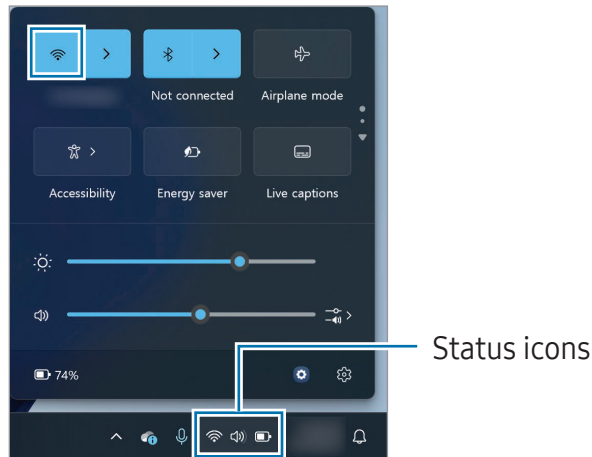 Not connected Airplane mode
Accessibility Energy saver Live captions
Status icons
74%